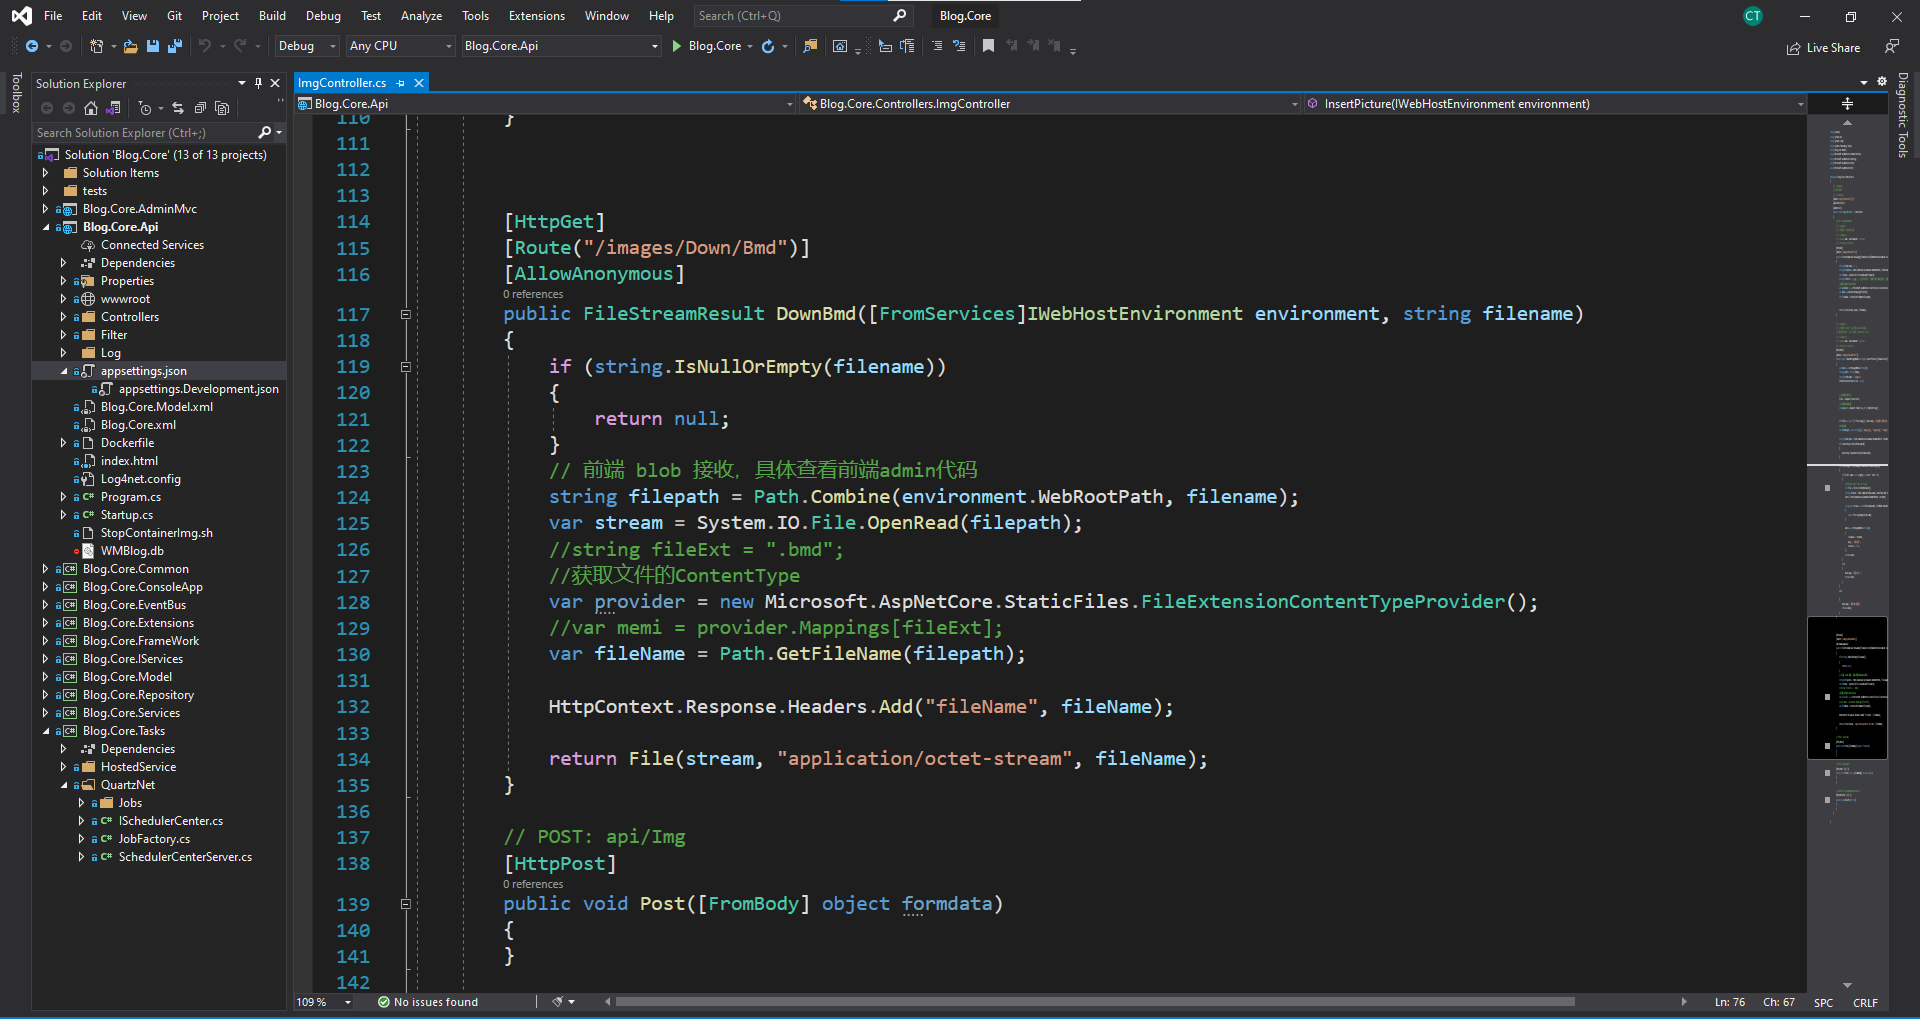 File Edit View Git Project Build Debug Test Analyze Tools Extensions Window Help Search (Ctrl+Q) Blog.Core CT
Debug Any CPU Blog.Core.Api Blog.Core Live Share
Toolbox
Solution Explorer
Search Solution Explorer (Ctrl+;)
Solution 'Blog.Core' (13 of 13 projects)
Solution Items
tests
Blog.Core.AdminMvc
Blog.Core.Api
Connected Services
Dependencies
Properties
wwwroot
Controllers
Filter
Log
appsettings.json
appsettings.Development.json
Blog.Core.Model.xml
Blog.Core.xml
Dockerfile
index.html
Log4net.config
Program.cs
Startup.cs
StopContainerImg.sh
WMBlog.db
Blog.Core.Common
Blog.Core.ConsoleApp
Blog.Core.EventBus
Blog.Core.Extensions
Blog.Core.FrameWork
Blog.Core.IServices
Blog.Core.Model
Blog.Core.Repository
Blog.Core.Services
Blog.Core.Tasks
Dependencies
HostedService
QuartzNet
Jobs
ISchedulerCenter.cs
JobFactory.cs
SchedulerCenterServer.cs
ImgController.cs
Blog.Core.Api Blog.Core.Controllers.ImgController InsertPicture(IWebHostEnvironment environment)
110 }
111
112
113
114 [HttpGet]
115 [Route("/images/Down/Bmd")]
116 [AllowAnonymous]
0 references
117 public FileStreamResult DownBmd([FromServices]IWebHostEnvironment environment, string filename)
118 {
119 if (string.IsNullOrEmpty(filename))
120 {
121 return null;
122 }
123 // 前端 blob 接收，具体查看前端admin代码
124 string filepath = Path.Combine(environment.WebRootPath, filename);
125 var stream = System.IO.File.OpenRead(filepath);
126 //string fileExt = ".bmd";
127 //获取文件的ContentType
128 var provider = new Microsoft.AspNetCore.StaticFiles.FileExtensionContentTypeProvider();
129 //var memi = provider.Mappings[fileExt];
130 var fileName = Path.GetFileName(filepath);
131
132 HttpContext.Response.Headers.Add("fileName", fileName);
133
134 return File(stream, "application/octet-stream", fileName);
135 }
136
137 // POST: api/Img
138 [HttpPost]
0 references
139 public void Post([FromBody] object formdata)
140 {
141 }
142
109 % No issues found Ln: 76 Ch: 67 SPC CRLF
Diagnostic Tools